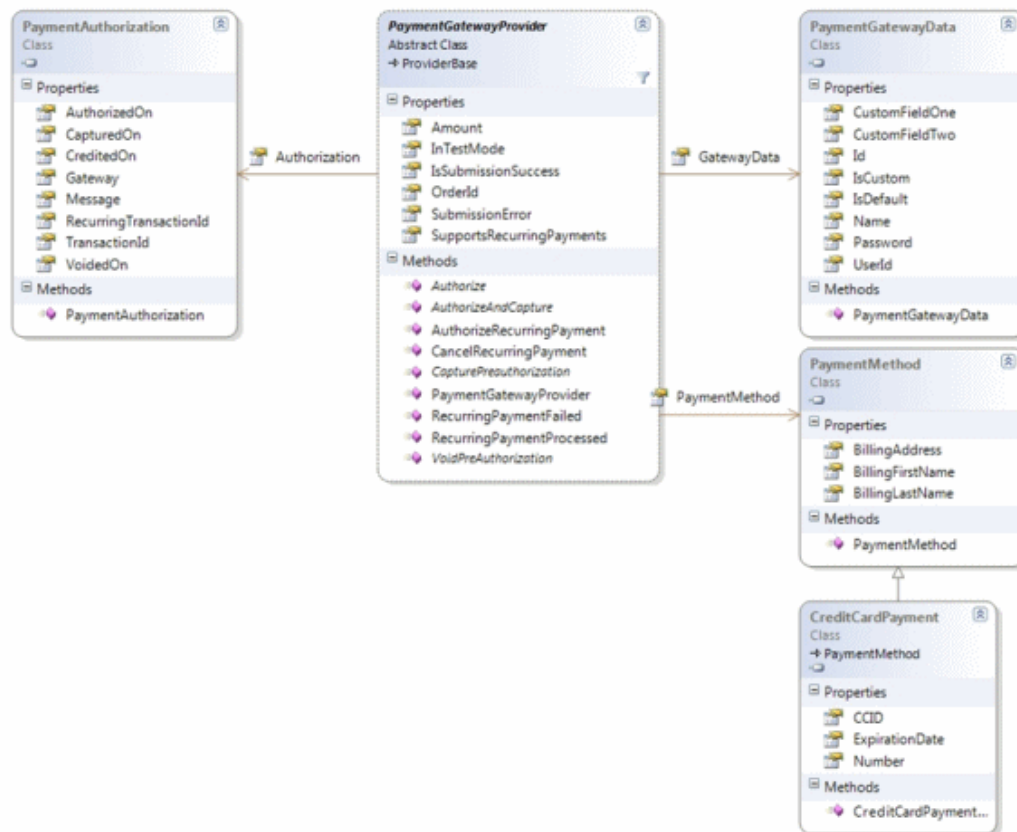 PaymentAuthorization
Class
Properties
AuthorizedOn
CapturedOn
CreditedOn
Gateway
Message
RecurringTransactionId
TransactionId
VoidedOn
Methods
PaymentAuthorization
Authorization
PaymentGatewayProvider
Abstract Class
ProviderBase
Properties
Amount
InTestMode
IsSubmissionSuccess
OrderId
SubmissionError
SupportsRecurringPayments
Methods
Authorize
AuthorizeAndCapture
AuthorizeRecurringPayment
CancelRecurringPayment
CapturePreauthorization
PaymentGatewayProvider
RecurringPaymentFailed
RecurringPaymentProcessed
VoidPreAuthorization
GatewayData
PaymentGatewayData
Class
Properties
CustomFieldOne
CustomFieldTwo
Id
IsCustom
IsDefault
Name
Password
UserId
Methods
PaymentGatewayData
PaymentMethod
PaymentMethod
Class
Properties
BillingAddress
BillingFirstName
BillingLastName
Methods
PaymentMethod
CreditCardPayment
Class
PaymentMethod
Properties
CCID
ExpirationDate
Number
Methods
CreditCardPayment...